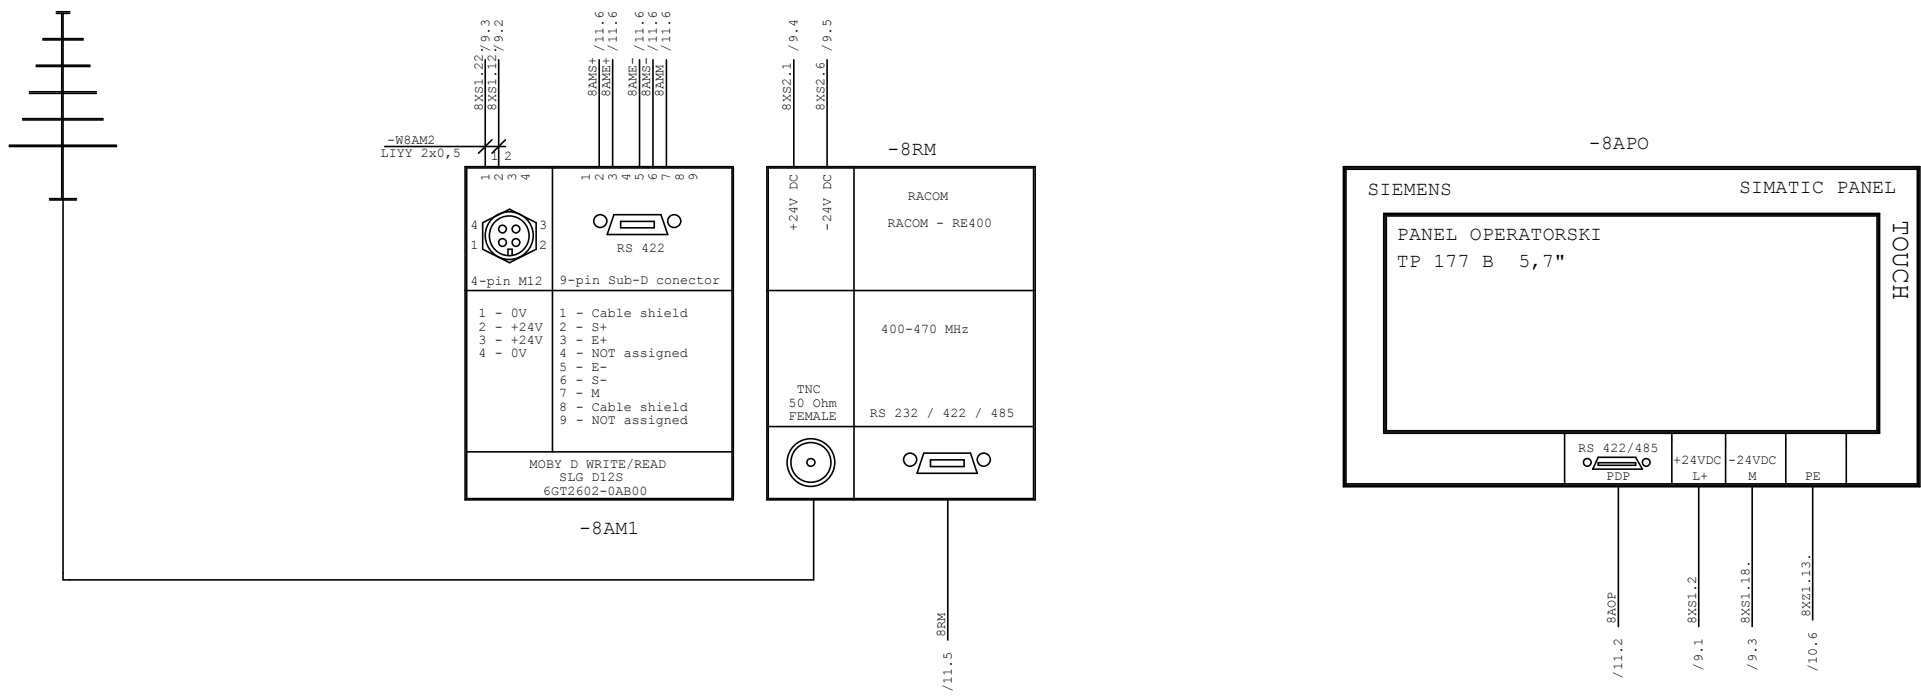 /9.3
/9.2
8XS1.22.
8XS1.12.
/11.6
/11.6
/11.6
/11.6
/11.6
8AMS+
8AME+
8AME-
8AMS-
8AMM
/9.4
/9.5
8XS2.1
8XS2.6
-W8AM2
LIYY 2x0,5
1 2
1 2 3 4
1 2 3 4 5 6 7 8 9
4 3
1 2
4-pin M12
RS 422
9-pin Sub-D conector
1 - 0V
2 - +24V
3 - +24V
4 - 0V
1 - Cable shield
2 - S+
3 - E+
4 - NOT assigned
5 - E-
6 - S-
7 - M
8 - Cable shield
9 - NOT assigned
MOBY D WRITE/READ
SLG D12S
6GT2602-0AB00
-8AM1
-8RM
+24V DC
-24V DC
RACOM
RACOM - RE400
400-470 MHz
TNC
50 Ohm
FEMALE
RS 232 / 422 / 485
8RM
/11.5
-8APO
SIEMENS
SIMATIC PANEL
TOUCH
PANEL OPERATORSKI
TP 177 B 5,7"
RS 422/485
PDP
+24VDC
L+
-24VDC
M
PE
8AOP
8XS1.2
8XS1.18.
8XZ1.13.
/11.2
/9.1
/9.3
/10.6